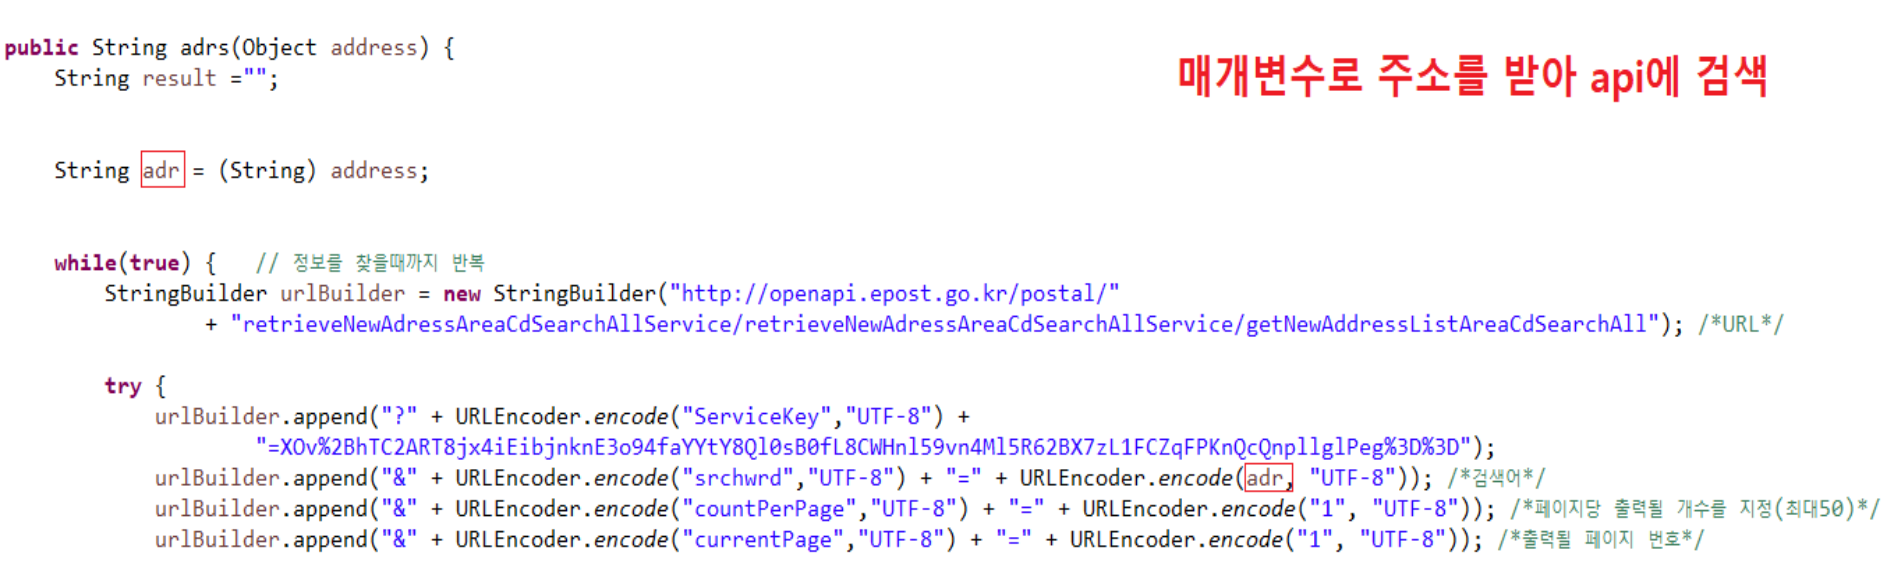 public String adrs(Object address) {
매개변수로 주소를 받아 api에 검색
String result ="";
String adr = (String) address;
while(true) { // 정보를 찾을때까지 반복
StringBuilder urlBuilder = new StringBuilder("http://openapi.epost.go.kr/postal/"
+ "retrieveNewAdressAreaCdSearchAllService/retrieveNewAdressAreaCdSearchAllService/getNewAddressListAreaCdSearchAll"); /*URL*/
try {
urlBuilder.append("?" + URLEncoder.encode("ServiceKey","UTF-8") +
"=XOv%2BhTC2ART8jx4iEibjnknE3o94faYYtY8Ql0sB0fL8CWHnl59vn4Ml5R62BX7zL1FCZqFPKnQcQnpllglPeg%3D%3D");
urlBuilder.append("&" + URLEncoder.encode("srchwrd","UTF-8") + "=" + URLEncoder.encode(adr, "UTF-8")); /*검색어*/
urlBuilder.append("&" + URLEncoder.encode("countPerPage","UTF-8") + "=" + URLEncoder.encode("1", "UTF-8")); /*페이지당 출력될 개수를 지정(최대50)*/
urlBuilder.append("&" + URLEncoder.encode("currentPage","UTF-8") + "=" + URLEncoder.encode("1", "UTF-8")); /*출력될 페이지 번호*/